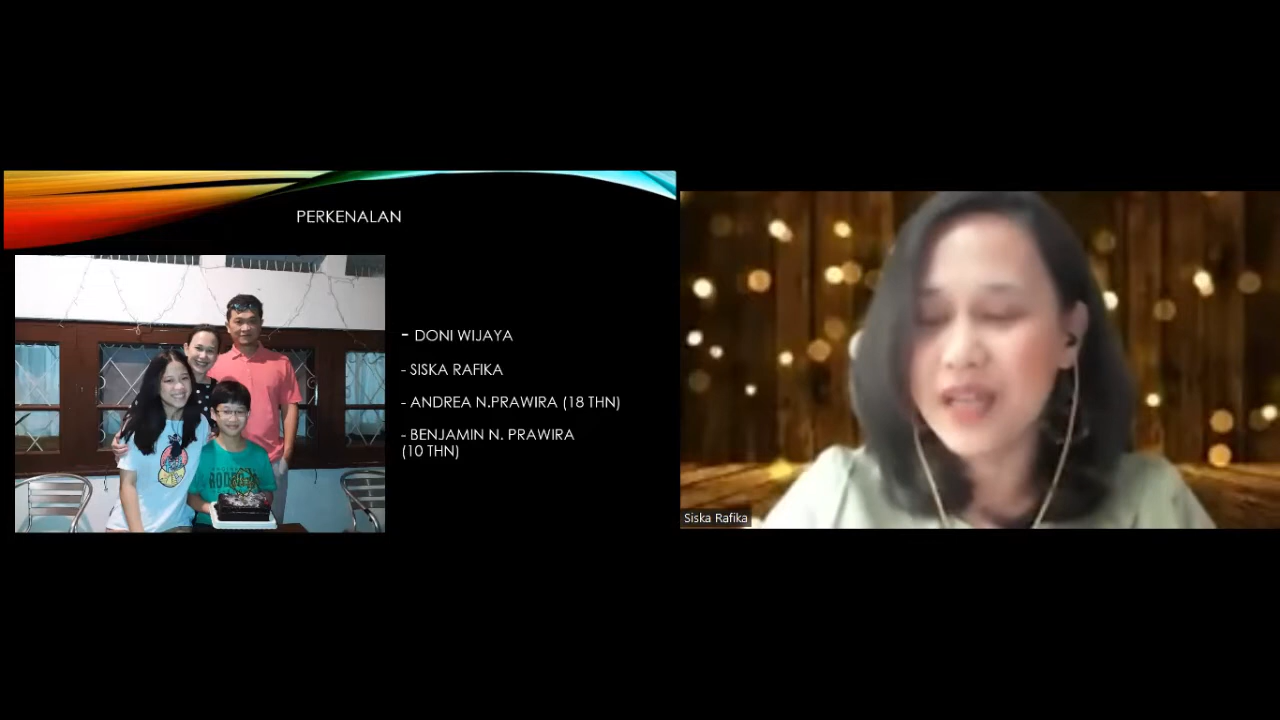 PERKENALAN
- DONI WIJAYA
- SISKA RAFIKA
- ANDREA N.PRAWIRA (18 THN)
- BENJAMIN N. PRAWIRA
(10 THN)
Siska Rafika